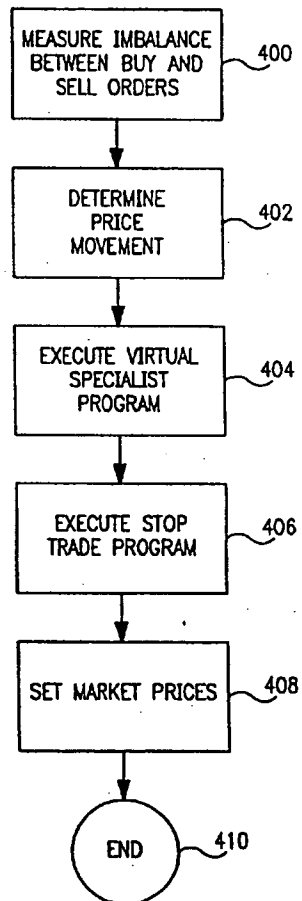 MEASURE IMBALANCE
BETWEEN BUY AND
SELL ORDERS
400
DETERMINE
PRICE
MOVEMENT
402
EXECUTE VIRTUAL
SPECIALIST
PROGRAM
404
EXECUTE STOP
TRADE PROGRAM
406
SET MARKET PRICES
408
END
410